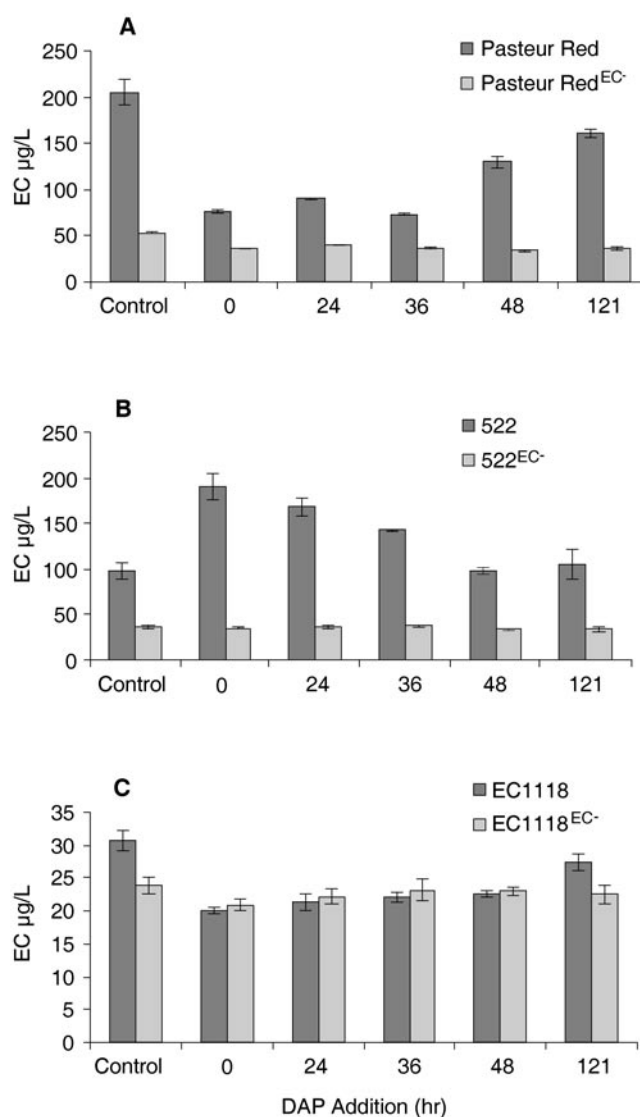 A
Pasteur Red
Pasteur Red^EC-
EC µg/L
250
200
150
100
50
0
Control 0 24 36 48 121
B
522
522^EC-
EC µg/L
250
200
150
100
50
0
Control 0 24 36 48 121
C
EC1118
EC1118^EC-
EC µg/L
35
30
25
20
15
10
5
0
Control 0 24 36 48 121
DAP Addition (hr)